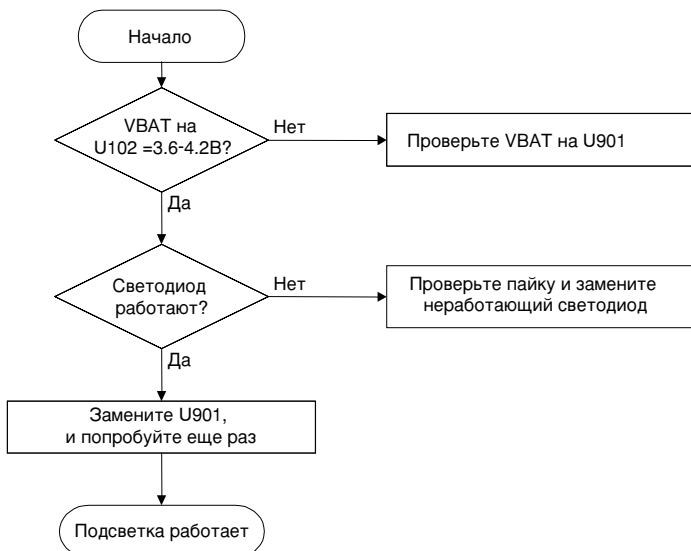 Начало
VBAT на
U102 =3.6-4.2В?
Нет
Проверьте VBAT на U901
Да
Светодиод
работают?
Нет
Проверьте пайку и замените
неработающий светодиод
Да
Замените U901,
и попробуйте еще раз
Подсветка работает